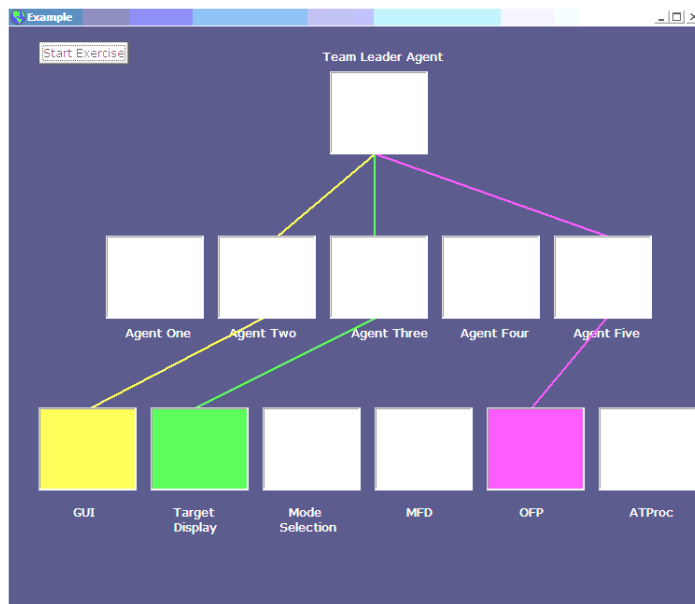 Example
Start Exercise
Team Leader Agent
Agent One
Agent Two
Agent Three
Agent Four
Agent Five
GUI
Target
Display
Mode
Selection
MFD
OFP
ATProc